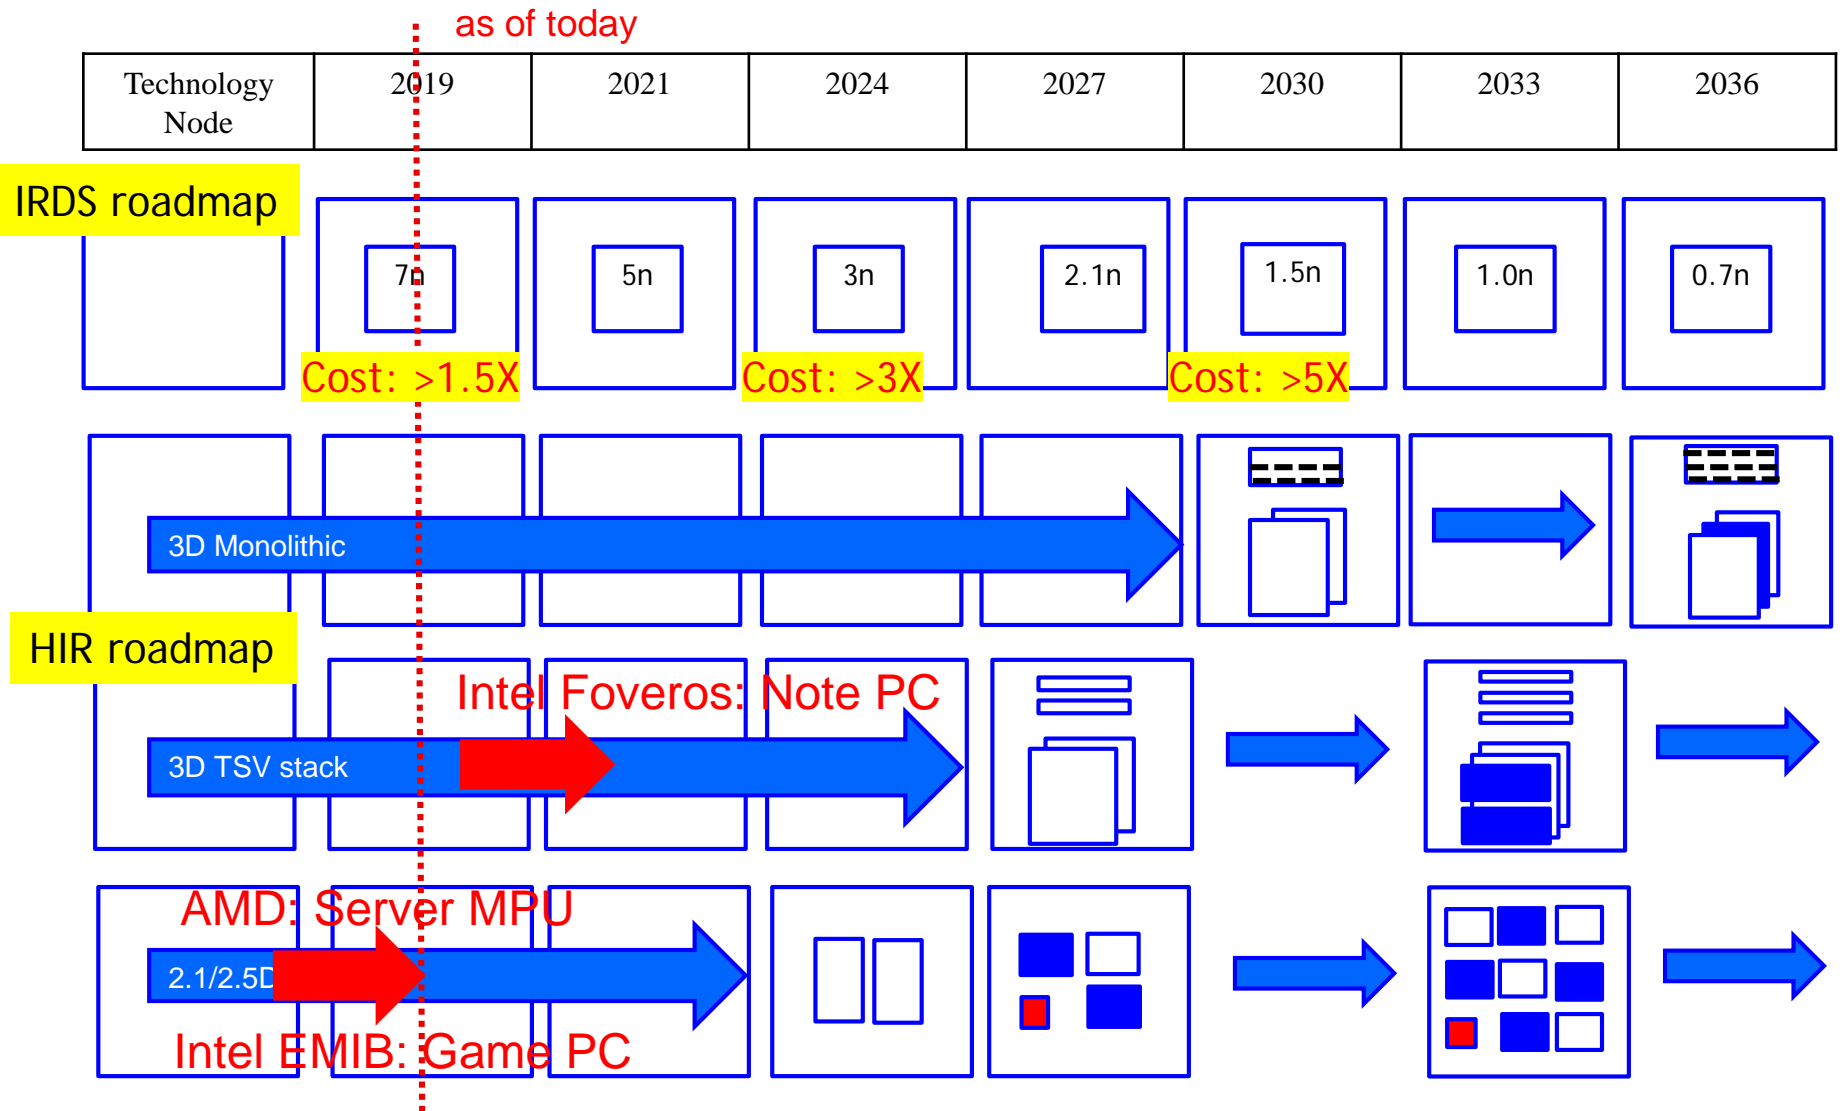 as of today
Technology
Node
2019
2021
2024
2027
2030
2033
2036
IRDS roadmap
7n
5n
3n
2.1n
1.5n
1.0n
0.7n
Cost: >1.5X
Cost: >3X
Cost: >5X
3D Monolithic
HIR roadmap
Intel Foveros: Note PC
3D TSV stack
AMD: Server MPU
2.1/2.5D
Intel EMIB: Game PC